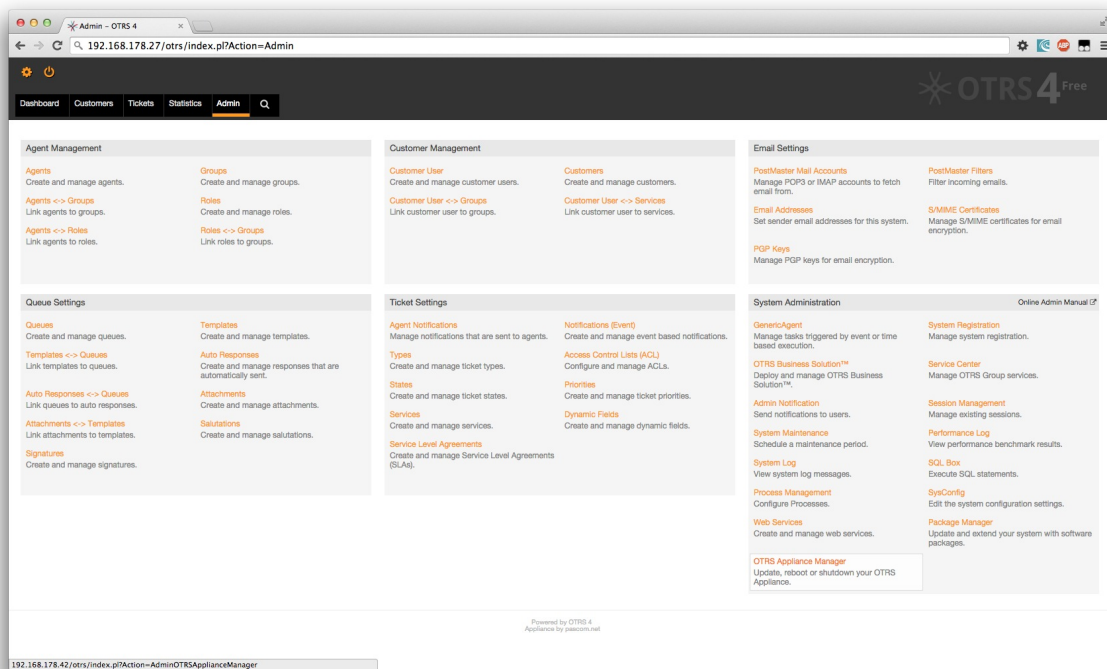 Admin - OTRS 4
192.168.178.27/otrs/index.pl?Action=Admin
ABP
OTRS 4 Free
Dashboard Customers Tickets Statistics Admin
Agent Management
Agents
Create and manage agents.
Groups
Create and manage groups.
Agents <-> Groups
Link agents to groups.
Roles
Create and manage roles.
Agents <-> Roles
Link agents to roles.
Roles <-> Groups
Link roles to groups.
Customer Management
Customer User
Create and manage customer users.
Customers
Create and manage customers.
Customer User <-> Groups
Link customer user to groups.
Customer User <-> Services
Link customer user to services.
Email Settings
PostMaster Mail Accounts
Manage POP3 or IMAP accounts to fetch
email from.
PostMaster Filters
Filter incoming emails.
Email Addresses
Set sender email addresses for this system.
S/MIME Certificates
Manage S/MIME certificates for email
encryption.
PGP Keys
Manage PGP keys for email encryption.
Queue Settings
Queues
Create and manage queues.
Templates
Create and manage templates.
Templates <-> Queues
Link templates to queues.
Auto Responses
Create and manage responses that are
automatically sent.
Auto Responses <-> Queues
Link queues to auto responses.
Attachments
Create and manage attachments.
Attachments <-> Templates
Link attachments to templates.
Salutations
Create and manage salutations.
Signatures
Create and manage signatures.
Ticket Settings
Agent Notifications
Manage notifications that are sent to agents.
Notifications (Event)
Create and manage event based notifications.
Types
Create and manage ticket types.
Access Control Lists (ACL)
Configure and manage ACLs.
States
Create and manage ticket states.
Priorities
Create and manage ticket priorities.
Services
Create and manage services.
Dynamic Fields
Create and manage dynamic fields.
Service Level Agreements
Create and manage Service Level Agreements
(SLAs).
System Administration
Online Admin Manual
GenericAgent
Manage tasks triggered by event or time
based execution.
System Registration
Manage system registration.
OTRS Business Solution™
Deploy and manage OTRS Business
Solution™.
Service Center
Manage OTRS Group services.
Admin Notification
Send notifications to users.
Session Management
Manage existing sessions.
System Maintenance
Schedule a maintenance period.
Performance Log
View performance benchmark results.
System Log
View system log messages.
SQL Box
Execute SQL statements.
Process Management
Configure Processes.
SysConfig
Edit the system configuration settings.
Web Services
Create and manage web services.
Package Manager
Update and extend your system with software
packages.
OTRS Appliance Manager
Update, reboot or shutdown your OTRS
Appliance.
Powered by OTRS 4
Appliance by pascom.net
192.168.178.42/otrs/index.pl?Action=AdminOTRSApplianceManager